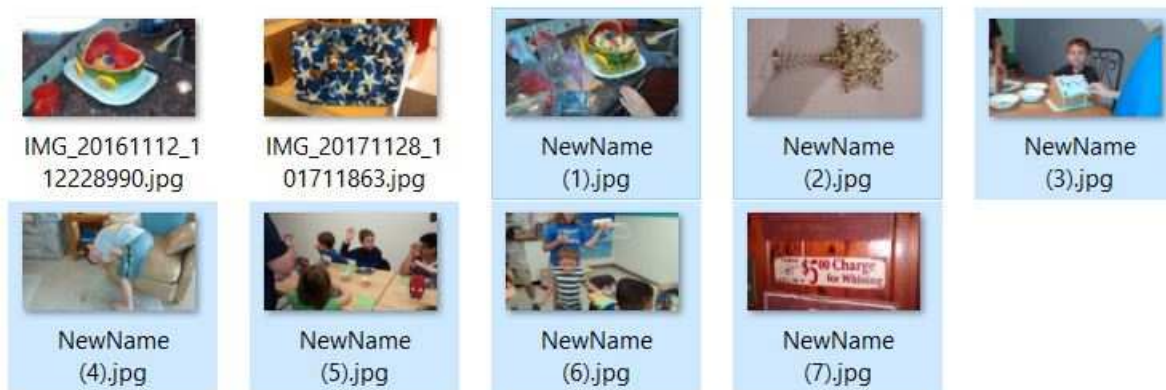 IMG_20161112_1
12228990.jpg
IMG_20171128_1
01711863.jpg
NewName
(1).jpg
NewName
(2).jpg
NewName
(3).jpg
NewName
(4).jpg
NewName
(5).jpg
NewName
(6).jpg
$5.00 Charge
for Whining
NewName
(7).jpg